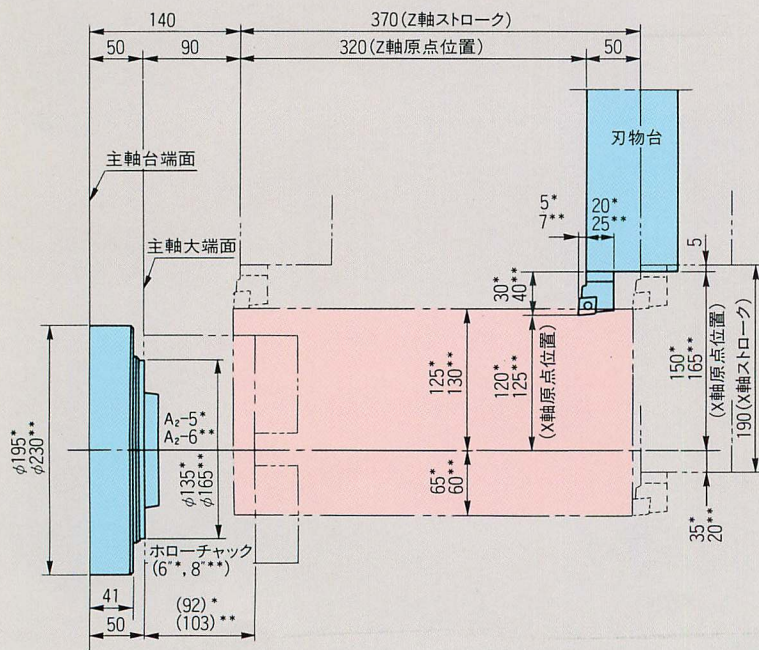 140
370(Z軸ストローク)
50
90
320(Z軸原点位置)
50
刃物台
主軸台端面
主軸大端面
5*
7**
20*
25**
5
30*
40**
125*
130**
120*
125**
(X軸原点位置)
150*
165**
(X軸原点位置)
190(X軸ストローク)
A2-5*
A2-6**
φ195*
φ230**
φ135*
φ165**
65*
60**
35*
20**
ホローチャック
(6"*, 8"**)
41
50
(92)*
(103)**